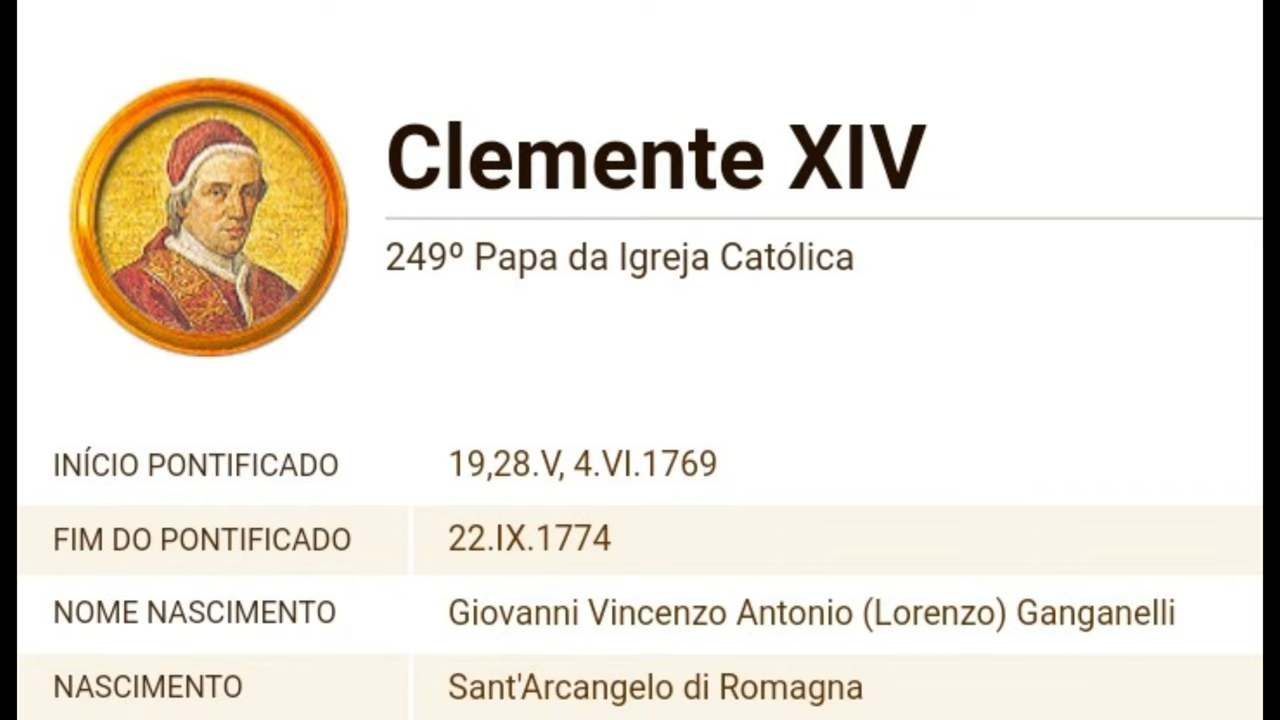 Clemente XIV
249º Papa da Igreja Católica
INÍCIO PONTIFICADO 19,28.V, 4.VI.1769
FIM DO PONTIFICADO 22.IX.1774
NOME NASCIMENTO Giovanni Vincenzo Antonio (Lorenzo) Ganganelli
NASCIMENTO Sant'Arcangelo di Romagna